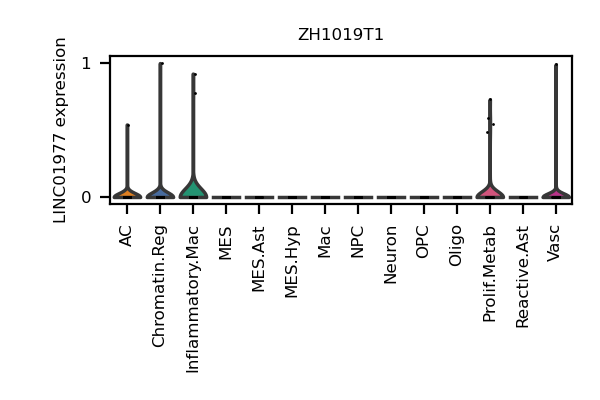 ZH1019T1
LINC01977 expression
1
0
AC
Chromatin.Reg
Inflammatory.Mac
MES
MES.Ast
MES.Hyp
Mac
NPC
Neuron
OPC
Oligo
Prolif.Metab
Reactive.Ast
Vasc